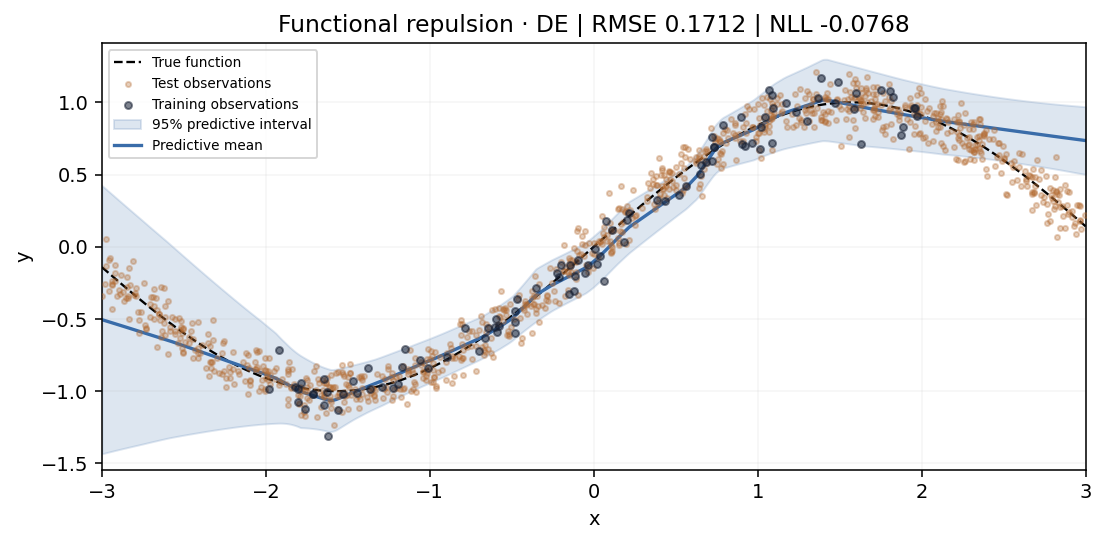 Functional repulsion · DE | RMSE 0.1712 | NLL -0.0768
True function
Test observations
Training observations
95% predictive interval
Predictive mean
1.0
0.5
0.0
−0.5
−1.0
−1.5
y
−3
−2
−1
0
1
2
3
x